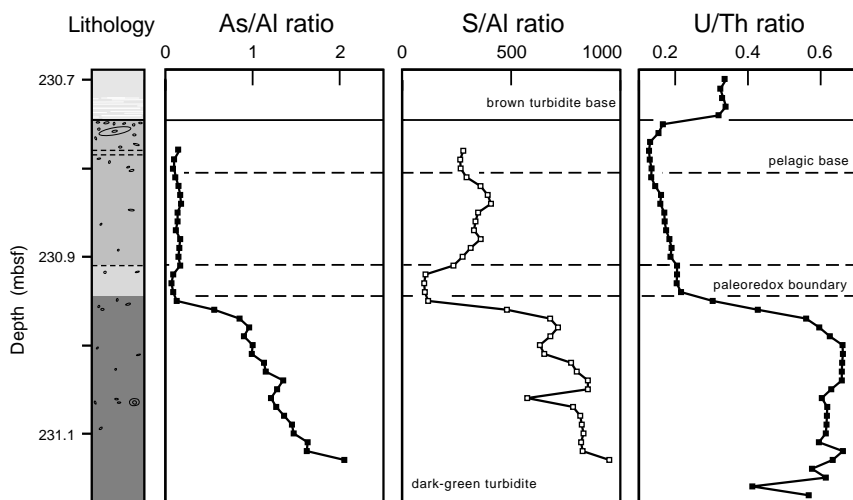 Lithology As/Al ratio S/Al ratio U/Th ratio
0 1 2 0 500 1000 0.2 0.4 0.6
230.7
brown turbidite base
pelagic base
230.9
paleoredox boundary
Depth (mbsf)
231.1
dark-green turbidite